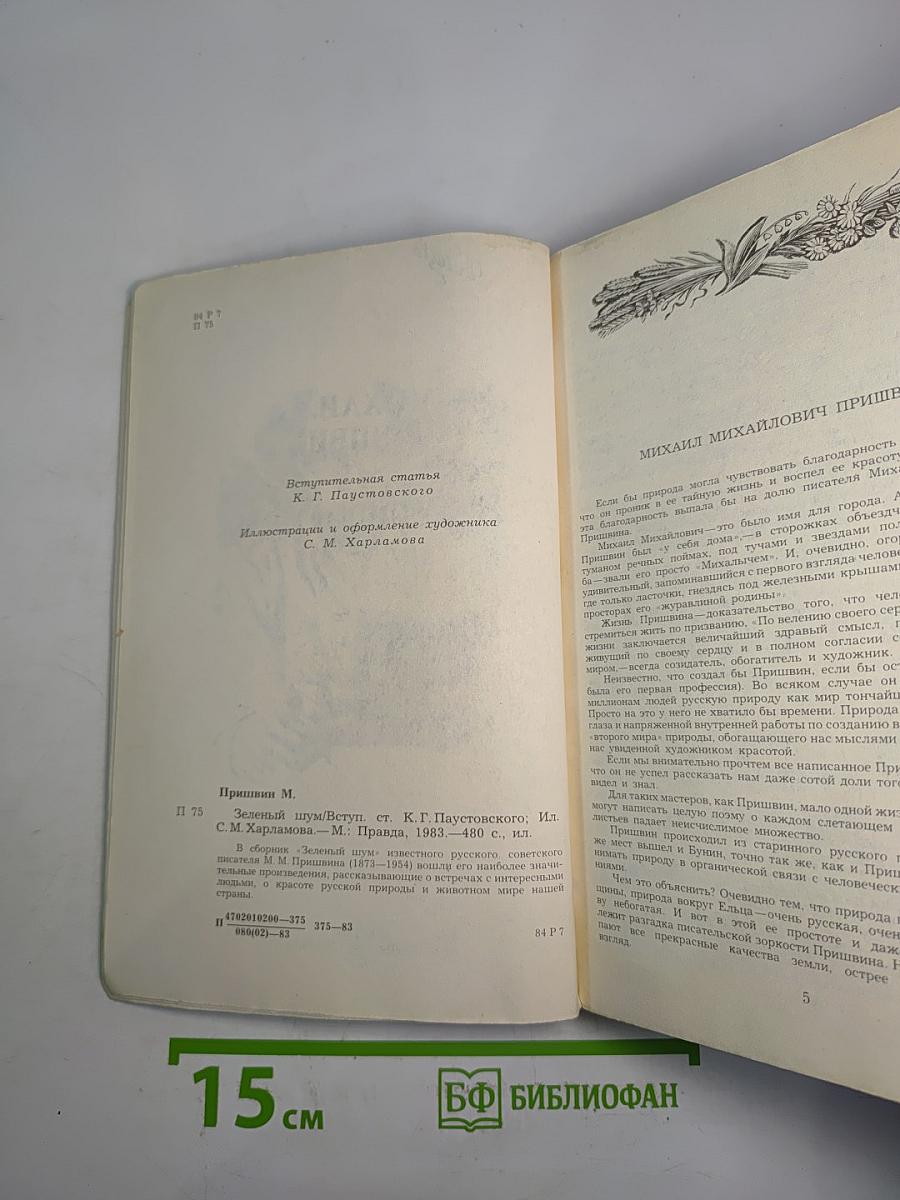 84 Р 7
П 75
Вступительная статья
К. Г. Паустовского
Иллюстрации и оформление художника
С. М. Харламова
Пришвин М.
П 75 Зеленый шум/Вступ. ст. К. Г. Паустовского; Ил.
С. М. Харламова.— М.: Правда, 1983.—480 с., ил.
В сборник «Зеленый шум» известного русского советского
писателя М. М. Пришвина (1873—1954) вошли его наиболее значи-
тельные произведения, рассказывающие о встречах с интересными
людьми, о красоте русской природы и животном мире нашей
страны.
П 4702010200—375 375—83
080(02)—83
84 Р 7
МИХАИЛ МИХАЙЛОВИЧ ПРИШВ
Если бы природа могла чувствовать благодарность
что он проник в ее тайную жизнь и воспел ее красоту
эта благодарность выпала бы на долю писателя Миха
Пришвина.
Михаил Михайлович—это было имя для города. А
Пришвин был «у себя дома»,—в сторожках объездч
туманом речных поймах, под тучами и звездами пол
ба—звали его просто «Михалычем». И, очевидно, огор
удивительный, запоминавшийся с первого взгляда челове
где только ласточки, гнездясь под железными крышами
просторах его «журавлиной родины».
Жизнь Пришвина—доказательство того, что чел
стремиться жить по призванию, «По велению своего сер
жизни заключается величайший здравый смысл, п
живущий по своему сердцу и в полном согласии с
миром,—всегда созидатель, обогатитель и художник.
Неизвестно, что создал бы Пришвин, если бы ост
была его первая профессия). Во всяком случае он
миллионам людей русскую природу как мир тончайш
Просто на это у него не хватило бы времени. Природа
глаза и напряженной внутренней работы по созданию в
«второго мира» природы, обогащающего нас мыслями
нас увиденной художником красотой.
Если мы внимательно прочтем все написанное При
что он не успел рассказать нам даже сотой доли того
видел и знал.
Для таких мастеров, как Пришвин, мало одной жиз
могут написать целую поэму о каждом слетающем
листьев падает неисчислимое множество.
Пришвин происходил из старинного русского г
же мест вышел и Бунин, точно так же, как и Приш
нимать природу в органической связи с человечески
ниями.
Чем это объяснить? Очевидно тем, что природа
щины, природа вокруг Ельца—очень русская, очен
ву небогатая. И вот в этой ее простоте и даж
лежит разгадка писательской зоркости Пришвина. Н
пают все прекрасные качества земли, острее
взгляд.
5
15 см
БФ БИБЛИОФАН